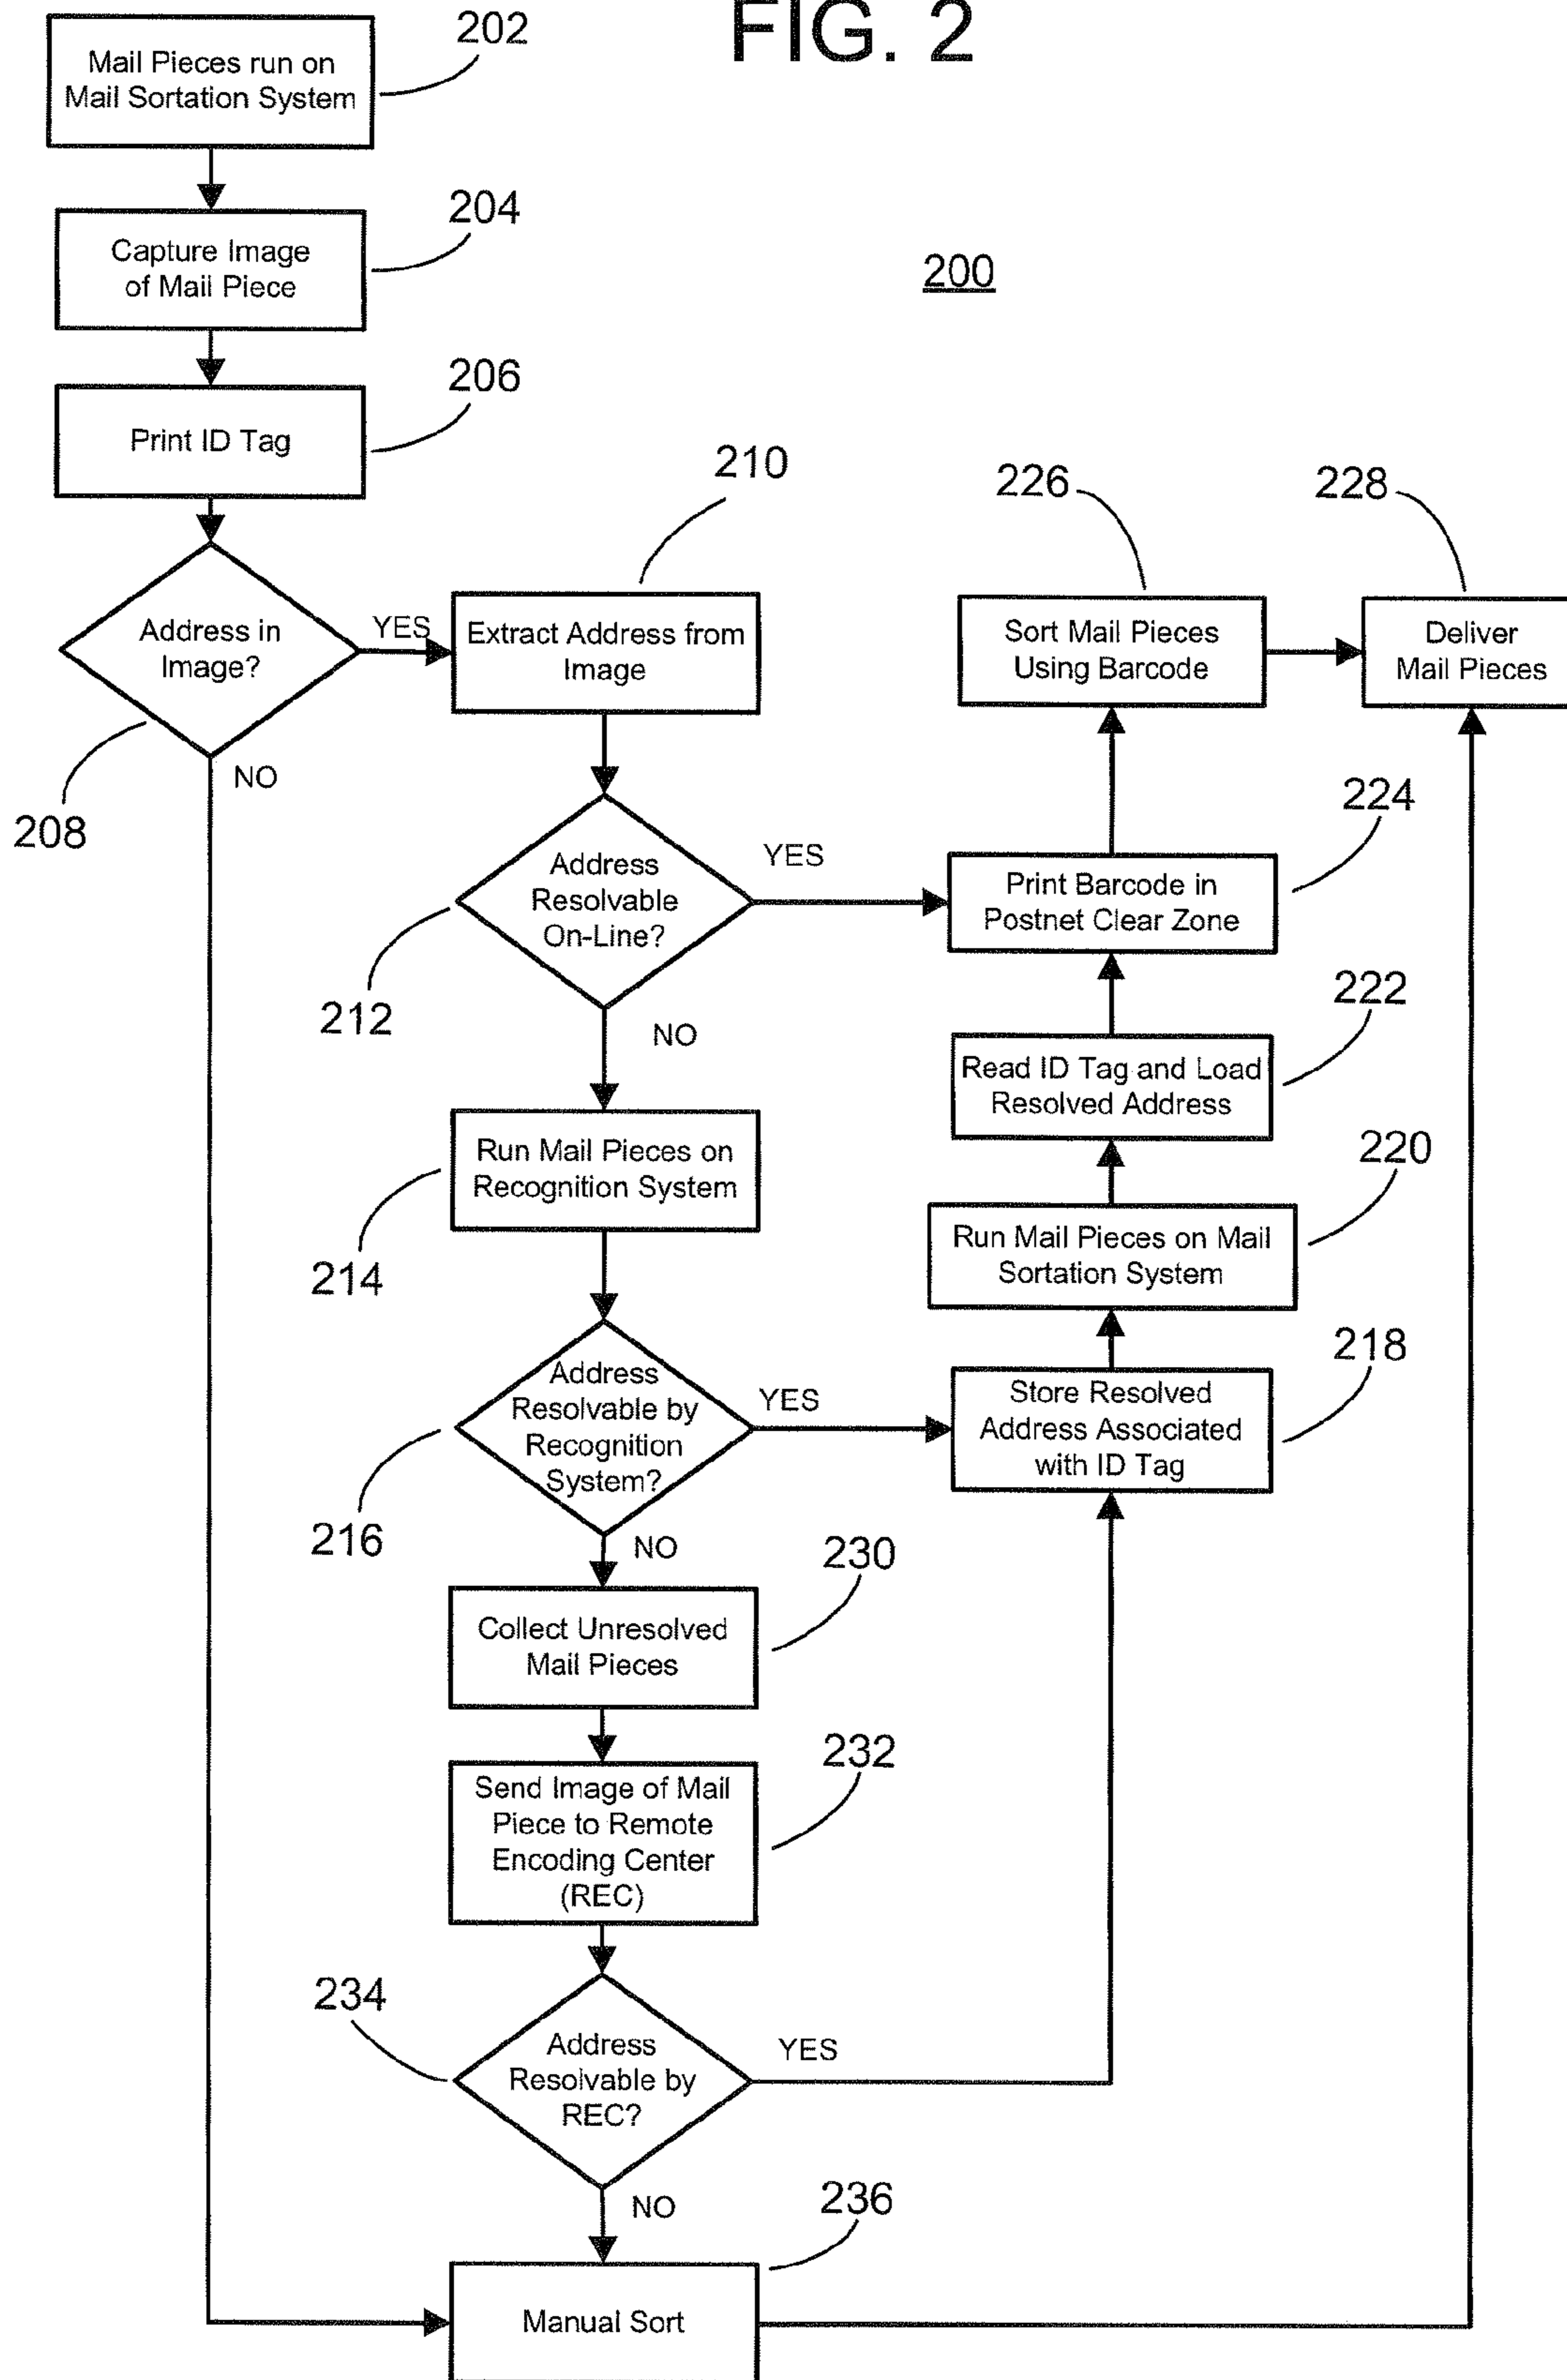 FIG. 2
202
Mail Pieces run on
Mail Sortation System
204
Capture Image
of Mail Piece
200
206
Print ID Tag
210
226
228
Address in
Image?
YES
Extract Address from
Image
Sort Mail Pieces
Using Barcode
Deliver
Mail Pieces
NO
208
224
Address
Resolvable
On-Line?
YES
Print Barcode in
Postnet Clear Zone
212
NO
222
Read ID Tag and Load
Resolved Address
Run Mail Pieces on
Recognition System
220
214
Run Mail Pieces on Mail
Sortation System
218
Address
Resolvable by
Recognition
System?
YES
Store Resolved
Address Associated
with ID Tag
216
NO
230
Collect Unresolved
Mail Pieces
232
Send Image of Mail
Piece to Remote
Encoding Center
(REC)
234
Address
Resolvable by
REC?
YES
NO
236
Manual Sort